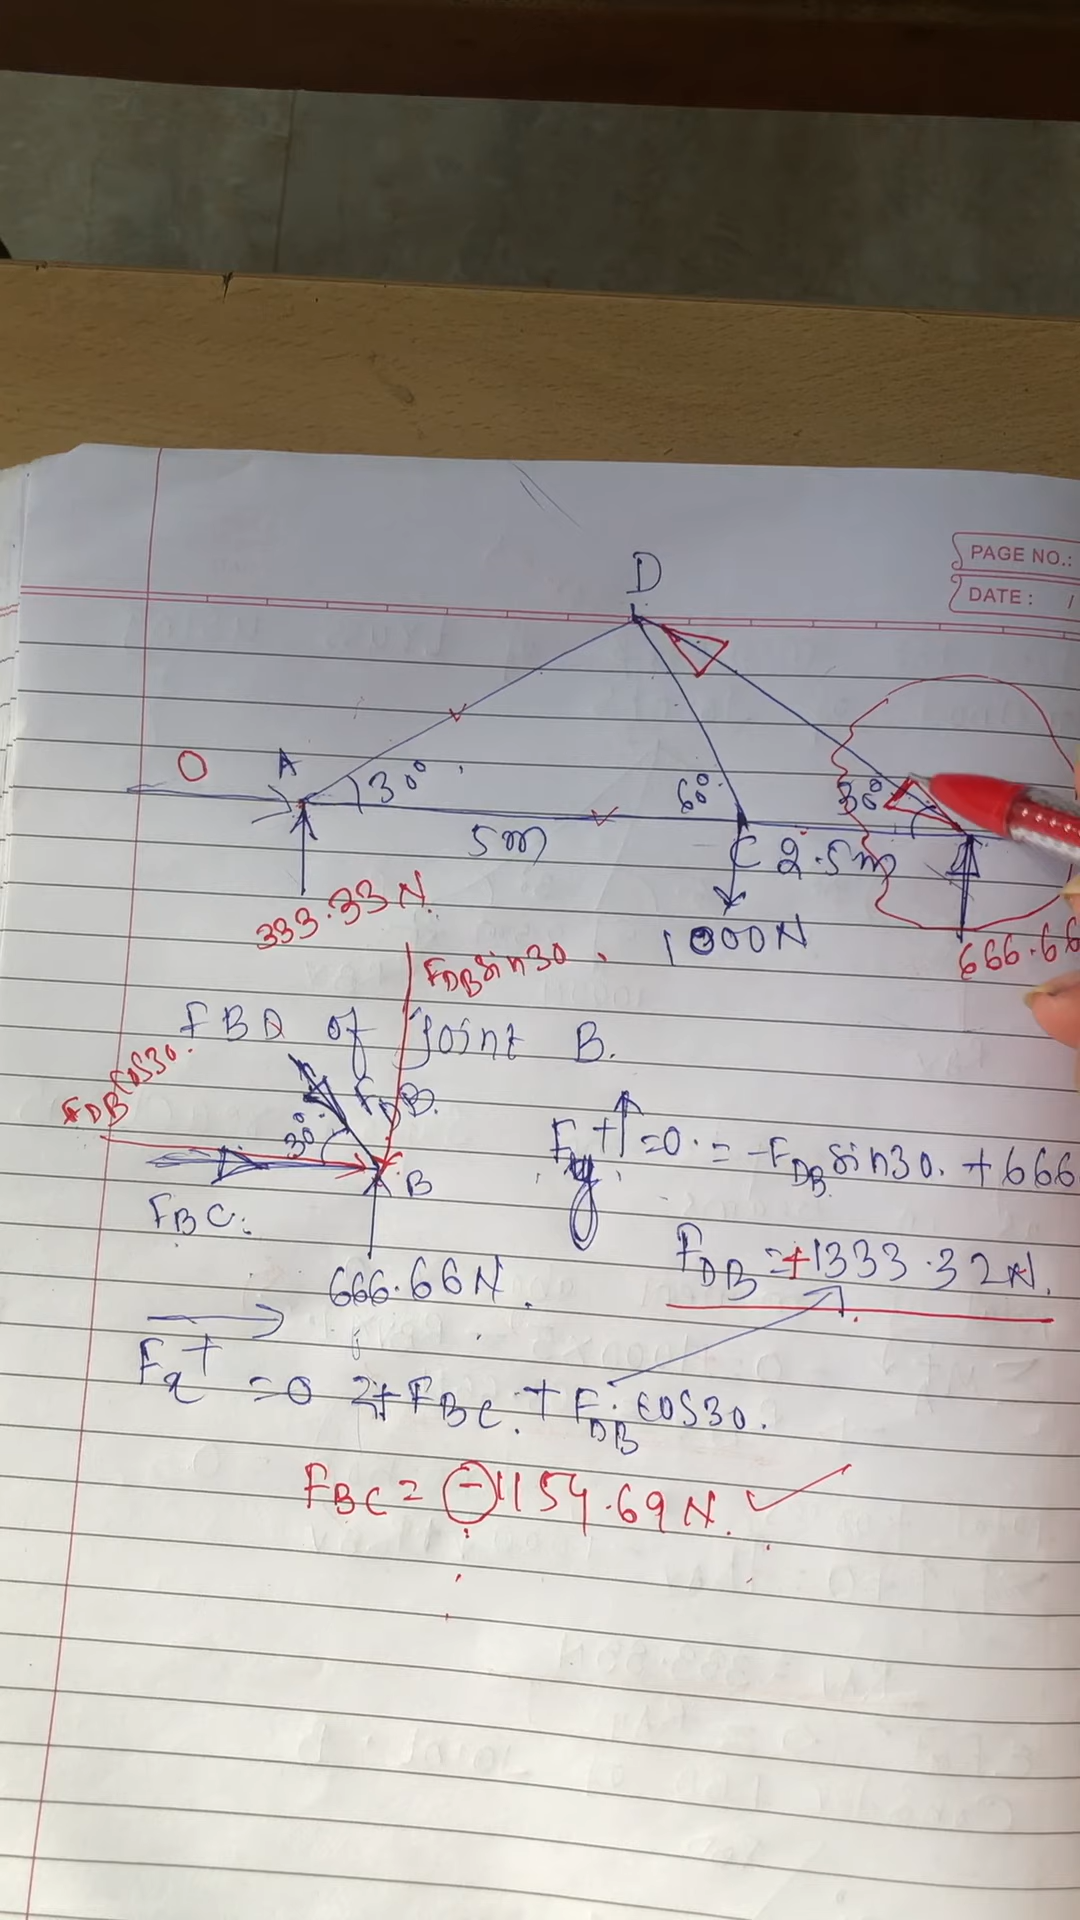 PAGE NO.:
DATE: /
D
O
A
30°
60°
30°
5m
C 2.5m
333.33N.
1000N
666.66
FDB sin30.
FBD of Joint B.
FDB cos30.
FDB.
30°
B
FBC.
Fy+↑=0.=-FDB sin30.+666
666.66N.
FDB=+1333.32N.
Fx+ =0 =+FBC.+FDB cos30.
FBC=-1154.69N.